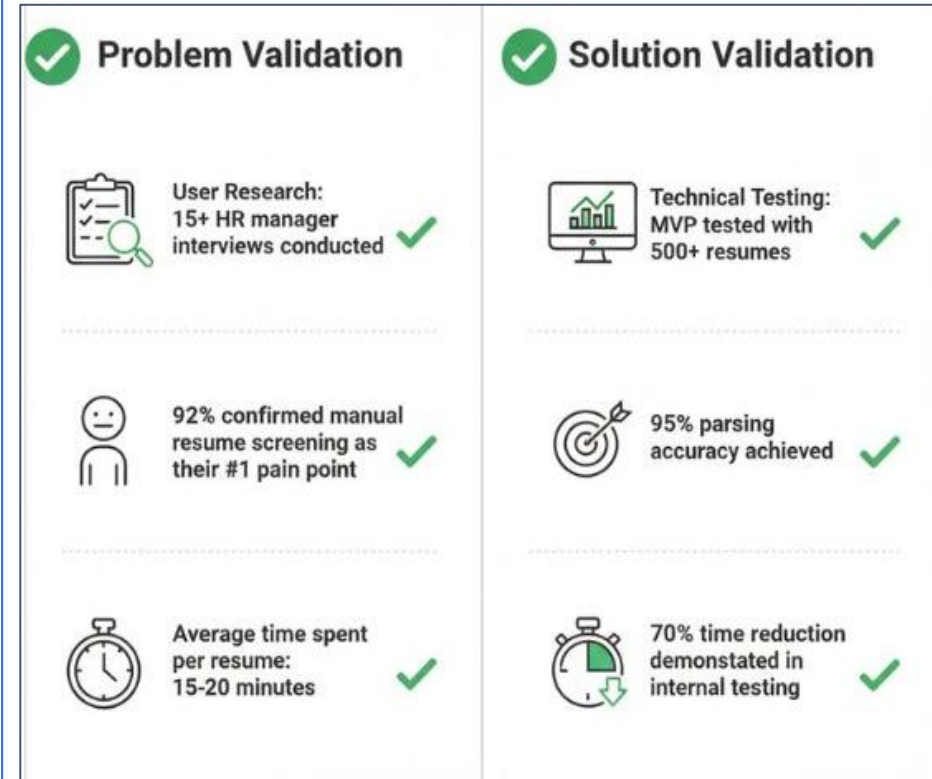 Problem Validation
User Research:
15+ HR manager
interviews conducted
92% confirmed manual
resume screening as
their #1 pain point
Average time spent
per resume:
15-20 minutes
Solution Validation
Technical Testing:
MVP tested with
500+ resumes
95% parsing
accuracy achieved
70% time reduction
demonstated in
internal testing